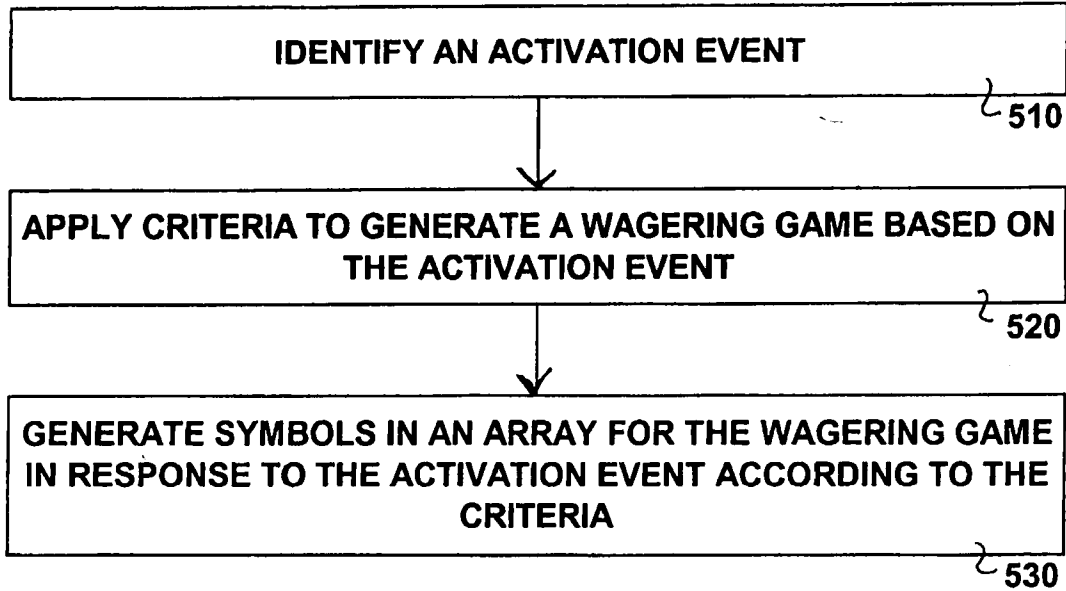 IDENTIFY AN ACTIVATION EVENT
510
APPLY CRITERIA TO GENERATE A WAGERING GAME BASED ON
THE ACTIVATION EVENT
520
GENERATE SYMBOLS IN AN ARRAY FOR THE WAGERING GAME
IN RESPONSE TO THE ACTIVATION EVENT ACCORDING TO THE
CRITERIA
530